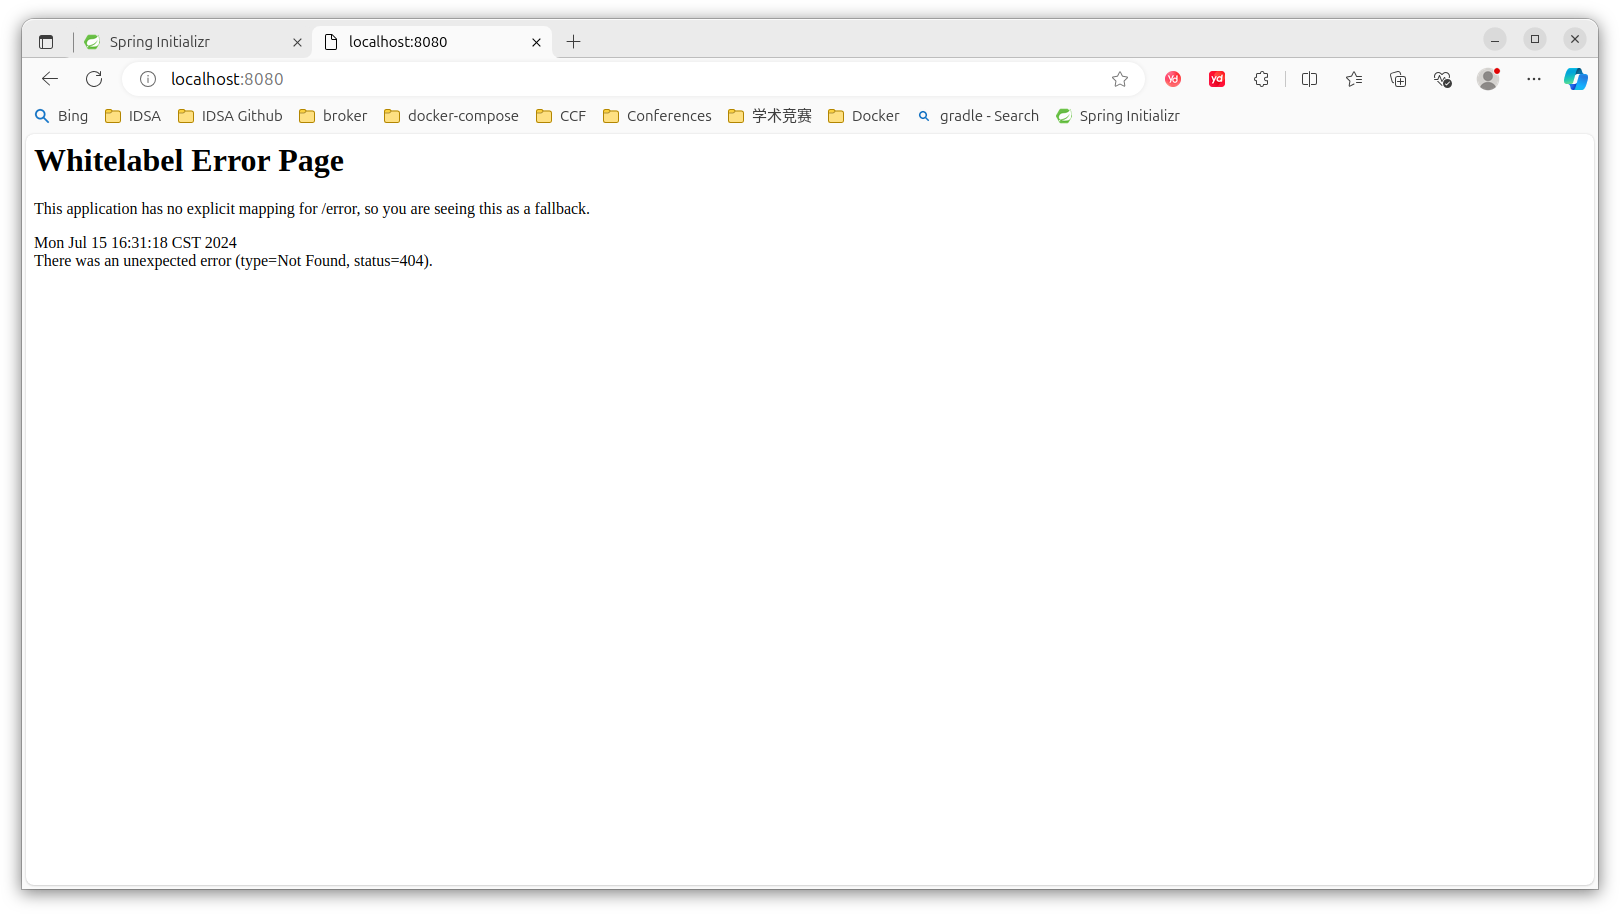 Spring Initializr
localhost:8080
localhost:8080
yd
yd
Bing
IDSA
IDSA Github
broker
docker-compose
CCF
Conferences
学术竞赛
Docker
gradle - Search
Spring Initializr
Whitelabel Error Page
This application has no explicit mapping for /error, so you are seeing this as a fallback.
Mon Jul 15 16:31:18 CST 2024
There was an unexpected error (type=Not Found, status=404).